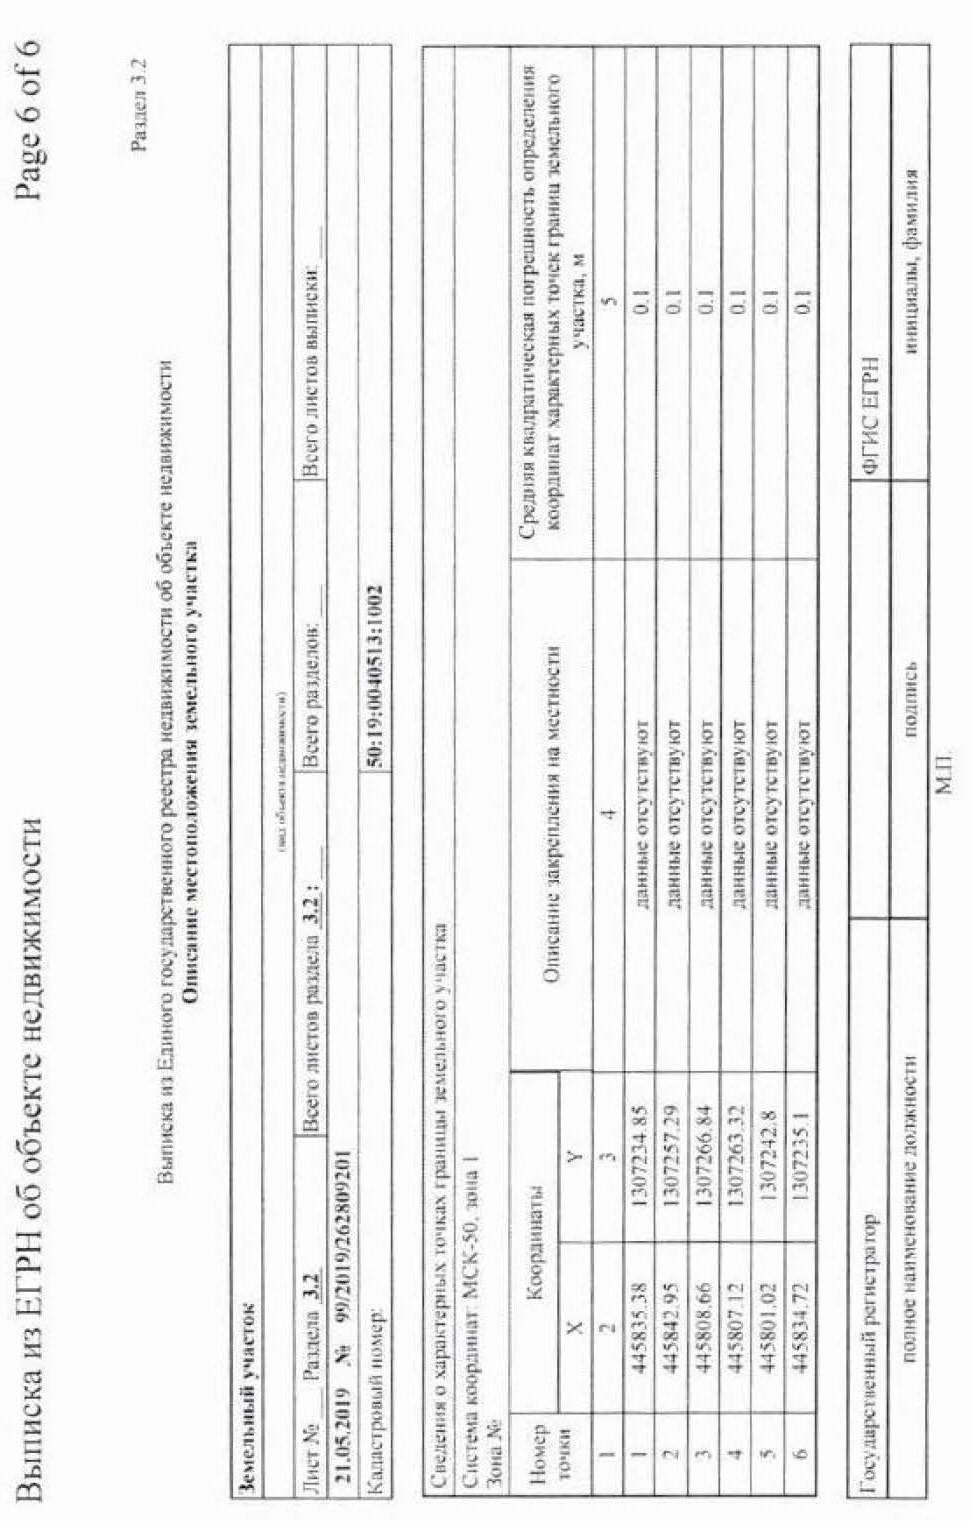 Выписка из ЕГРН об объекте недвижимости Page 6 of 6
Раздел 3.2
Выписка из Единого государственного реестра недвижимости об объекте недвижимости
Описание местоположения земельного участка
Земельный участок
(вид объекта недвижимости)
Лист № ___ Раздела 3.2 Всего листов раздела 3.2 : ___ Всего разделов: ___ Всего листов выписки: ___
21.05.2019 № 99/2019/262809201
Кадастровый номер: 50:19:0040513:1002
Сведения о характерных точках границы земельного участка
Система координат: МСК-50, зона 1
Зона №
Номер точки Координаты Описание закрепления на местности Средняя квадратическая погрешность определения координат характерных точек границ земельного участка, м
X Y
1 2 3 4 5
1 445835.38 1307234.85 данные отсутствуют 0.1
2 445842.95 1307257.29 данные отсутствуют 0.1
3 445808.66 1307266.84 данные отсутствуют 0.1
4 445807.12 1307263.32 данные отсутствуют 0.1
5 445801.02 1307242.8 данные отсутствуют 0.1
6 445834.72 1307235.1 данные отсутствуют 0.1
Государственный регистратор ФГИС ЕГРН
полное наименование должности подпись инициалы, фамилия
М.П.